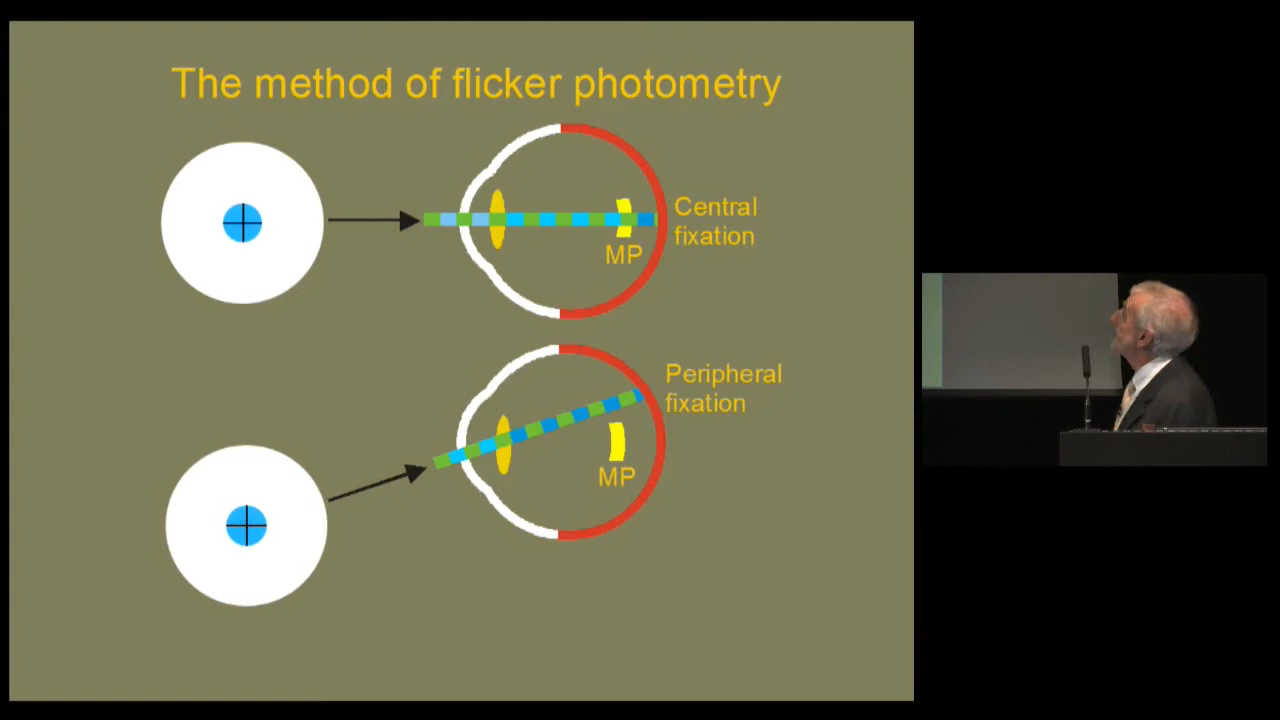 The method of flicker photometry
Central
fixation
MP
Peripheral
fixation
MP